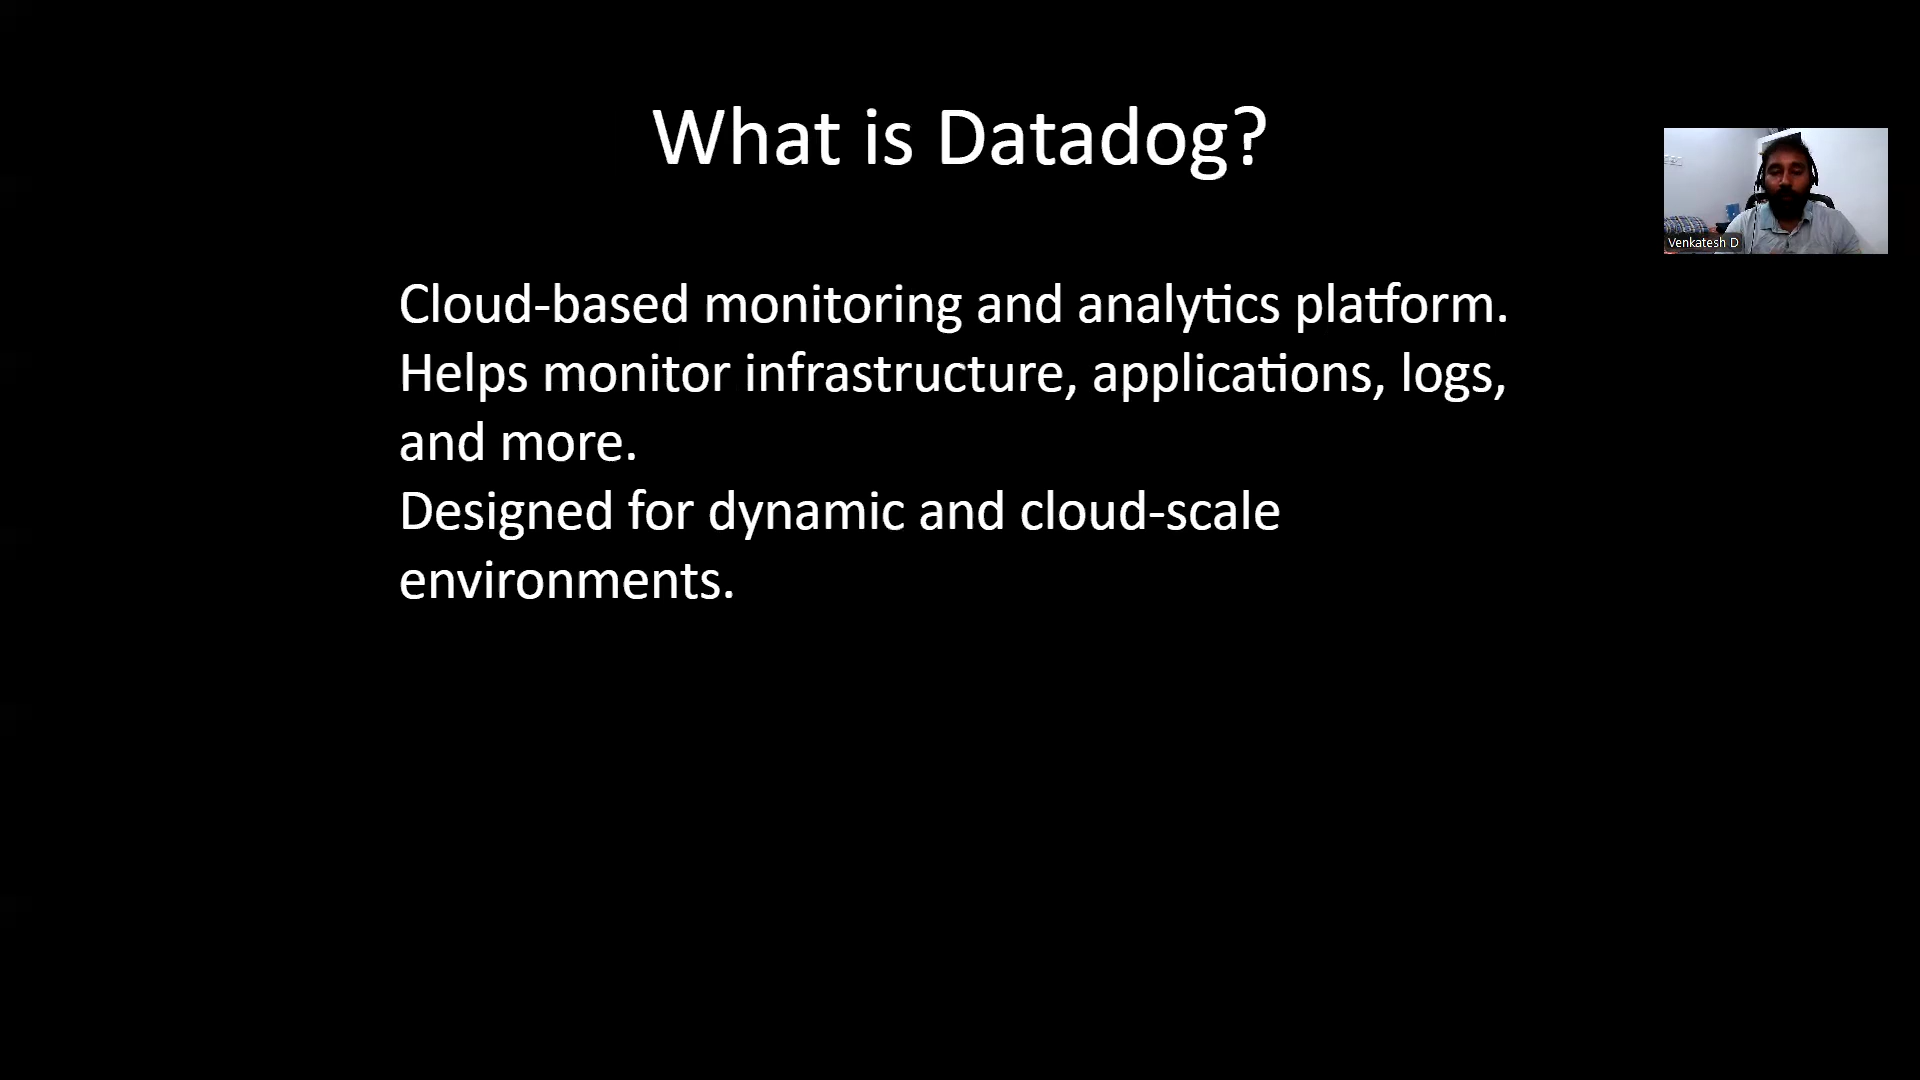 What is Datadog?
Cloud-based monitoring and analytics platform.
Helps monitor infrastructure, applications, logs,
and more.
Designed for dynamic and cloud-scale
environments.
Venkatesh D